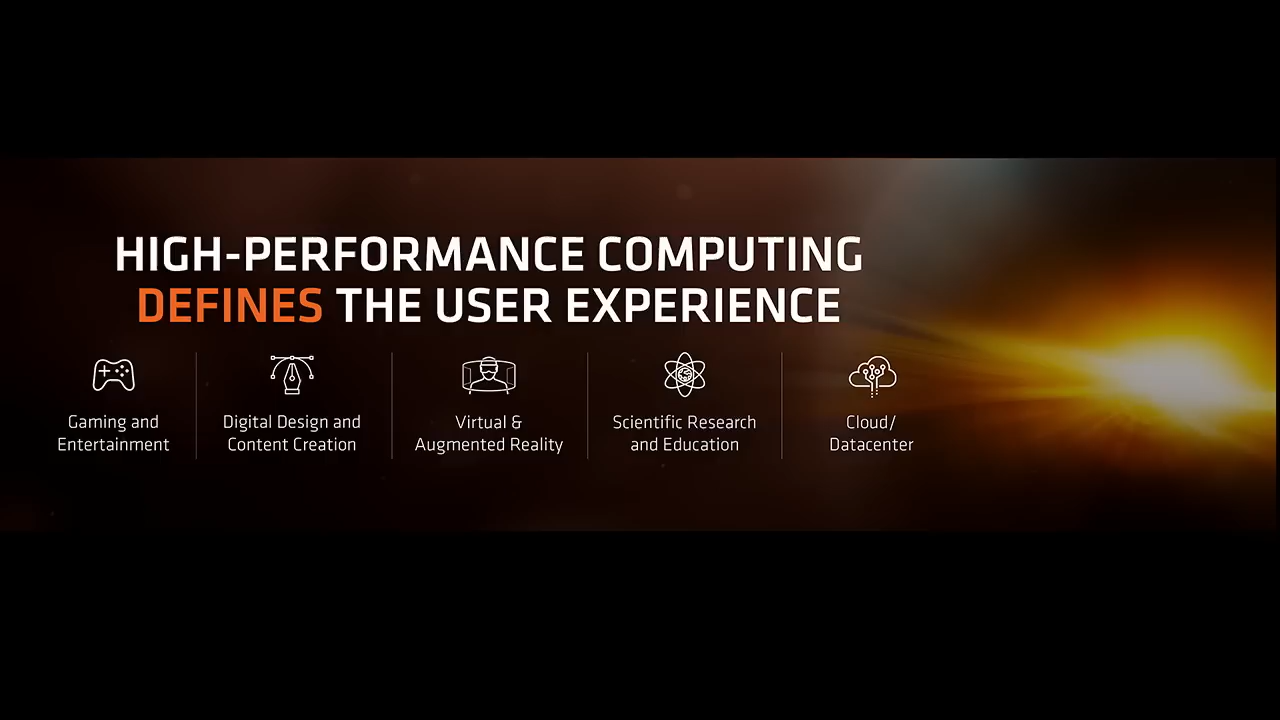 HIGH-PERFORMANCE COMPUTING
DEFINES THE USER EXPERIENCE
Gaming and
Entertainment
Digital Design and
Content Creation
Virtual &
Augmented Reality
Scientific Research
and Education
Cloud/
Datacenter